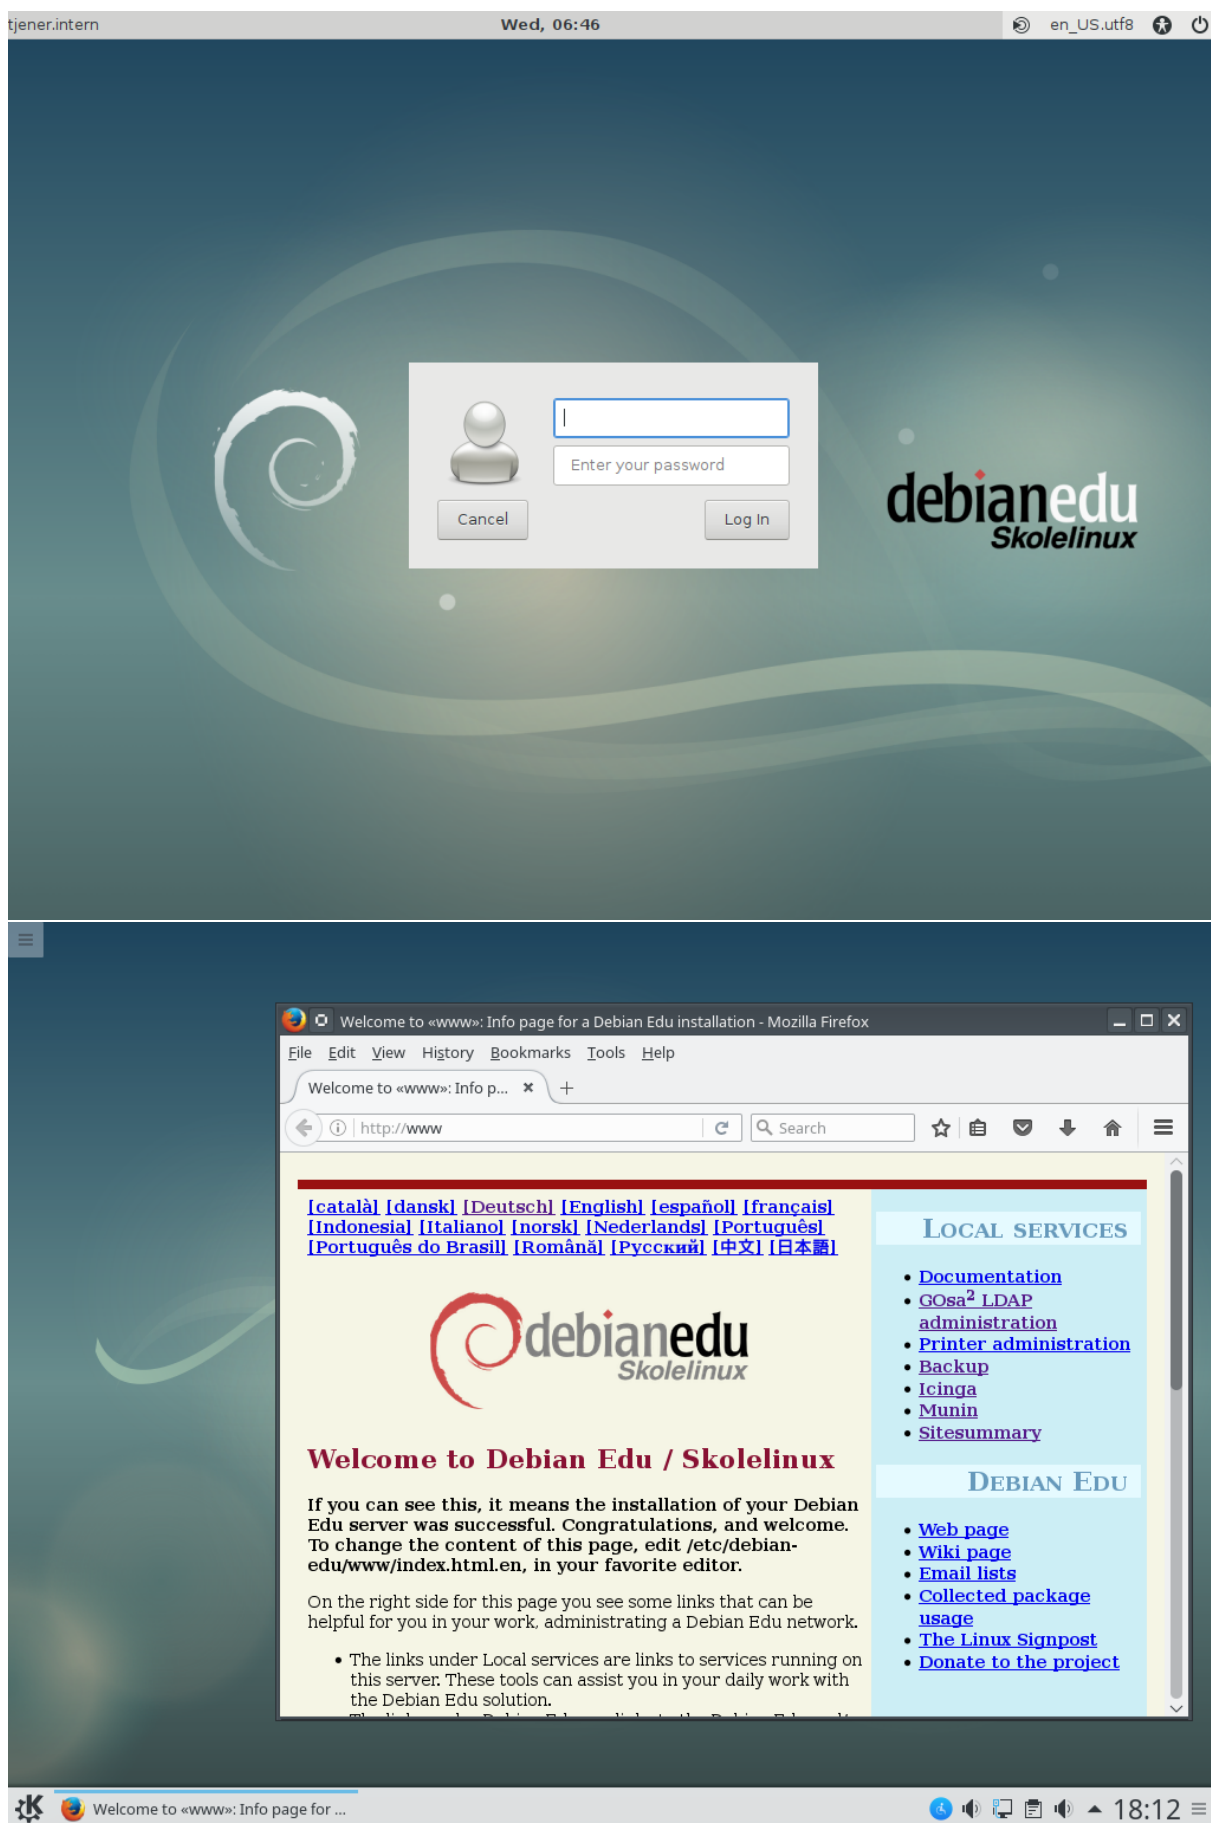 tjener.intern
Wed, 06:46
en_US.utf8
Enter your password
Cancel
Log In
debianedu
Skolelinux
Welcome to «www»: Info page for a Debian Edu installation - Mozilla Firefox
File Edit View History Bookmarks Tools Help
Welcome to «www»: Info p...
http://www
Search
[català] [dansk] [Deutsch] [English] [español] [français]
[Indonesia] [Italiano] [norsk] [Nederlands] [Português]
[Português do Brasil] [Română] [Русский] [中文] [日本語]
debianedu
Skolelinux
Welcome to Debian Edu / Skolelinux
If you can see this, it means the installation of your Debian
Edu server was successful. Congratulations, and welcome.
To change the content of this page, edit /etc/debian-
edu/www/index.html.en, in your favorite editor.
On the right side for this page you see some links that can be
helpful for you in your work, administrating a Debian Edu network.
• The links under Local services are links to services running on
this server. These tools can assist you in your daily work with
the Debian Edu solution.
Local services
• Documentation
• GOsa² LDAP
administration
• Printer administration
• Backup
• Icinga
• Munin
• Sitesummary
Debian Edu
• Web page
• Wiki page
• Email lists
• Collected package
usage
• The Linux Signpost
• Donate to the project
Welcome to «www»: Info page for ...
18:12